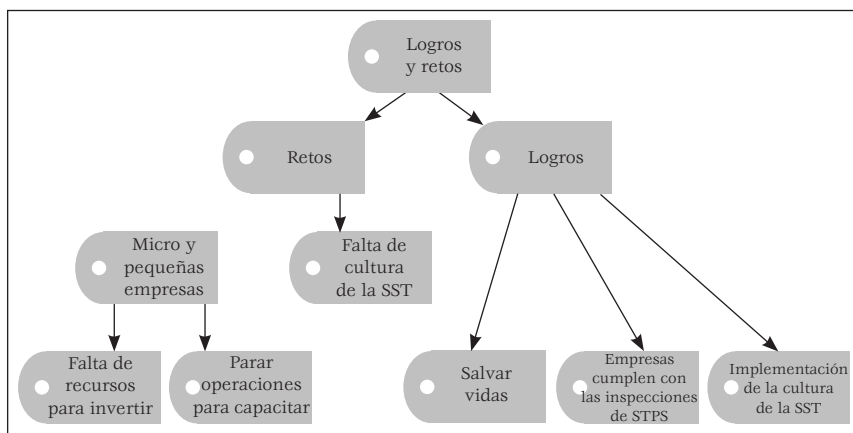 Logros
y retos
Retos
Logros
Micro y
pequeñas
empresas
Falta de
cultura
de la SST
Falta de
recursos
para invertir
Parar
operaciones
para capacitar
Salvar
vidas
Empresas
cumplen con
las inspecciones
de STPS
Implementación
de la cultura
de la SST